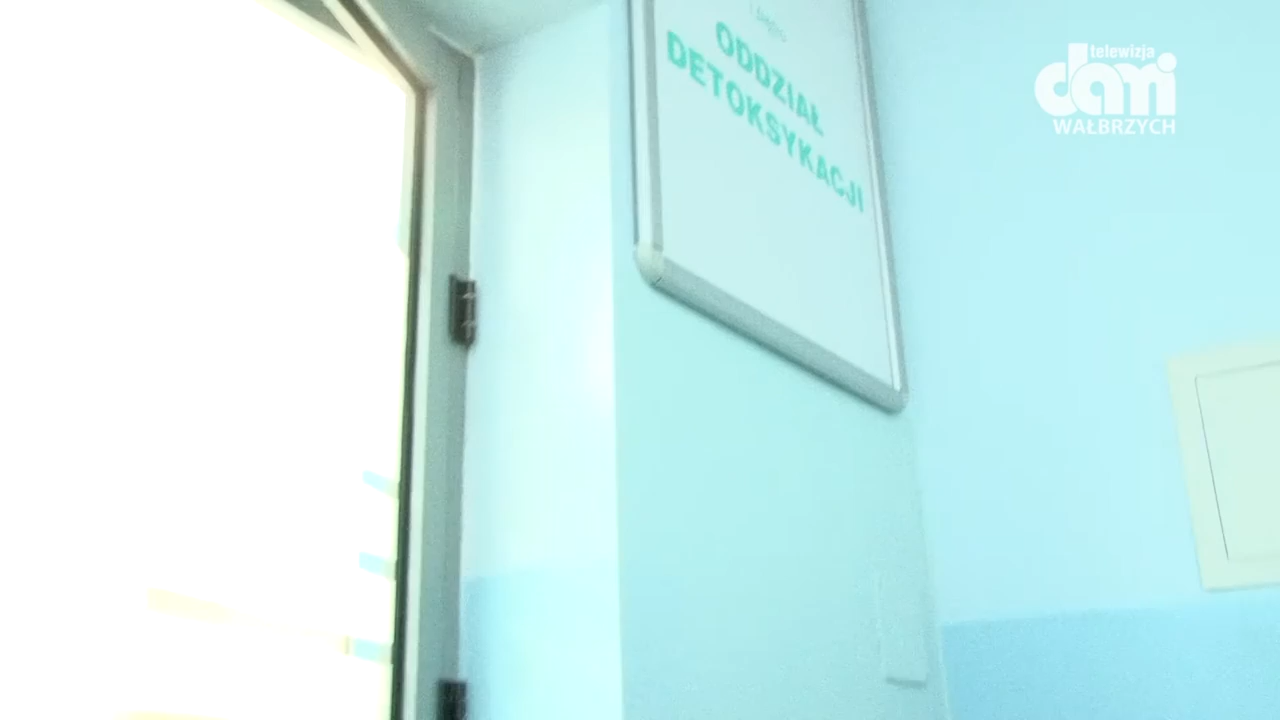 ODDZIAŁ
DETOKSYKACJI
telewizja
dami
WAŁBRZYCH